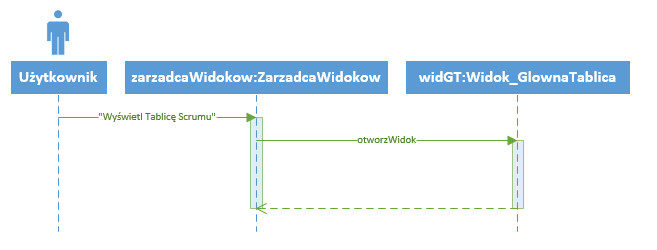 Użytkownik
zarzadcaWidokow:ZarzadcaWidokow
widGT:Widok_GlownaTablica
"Wyświetl Tablicę Scrumu"
otworzWidok